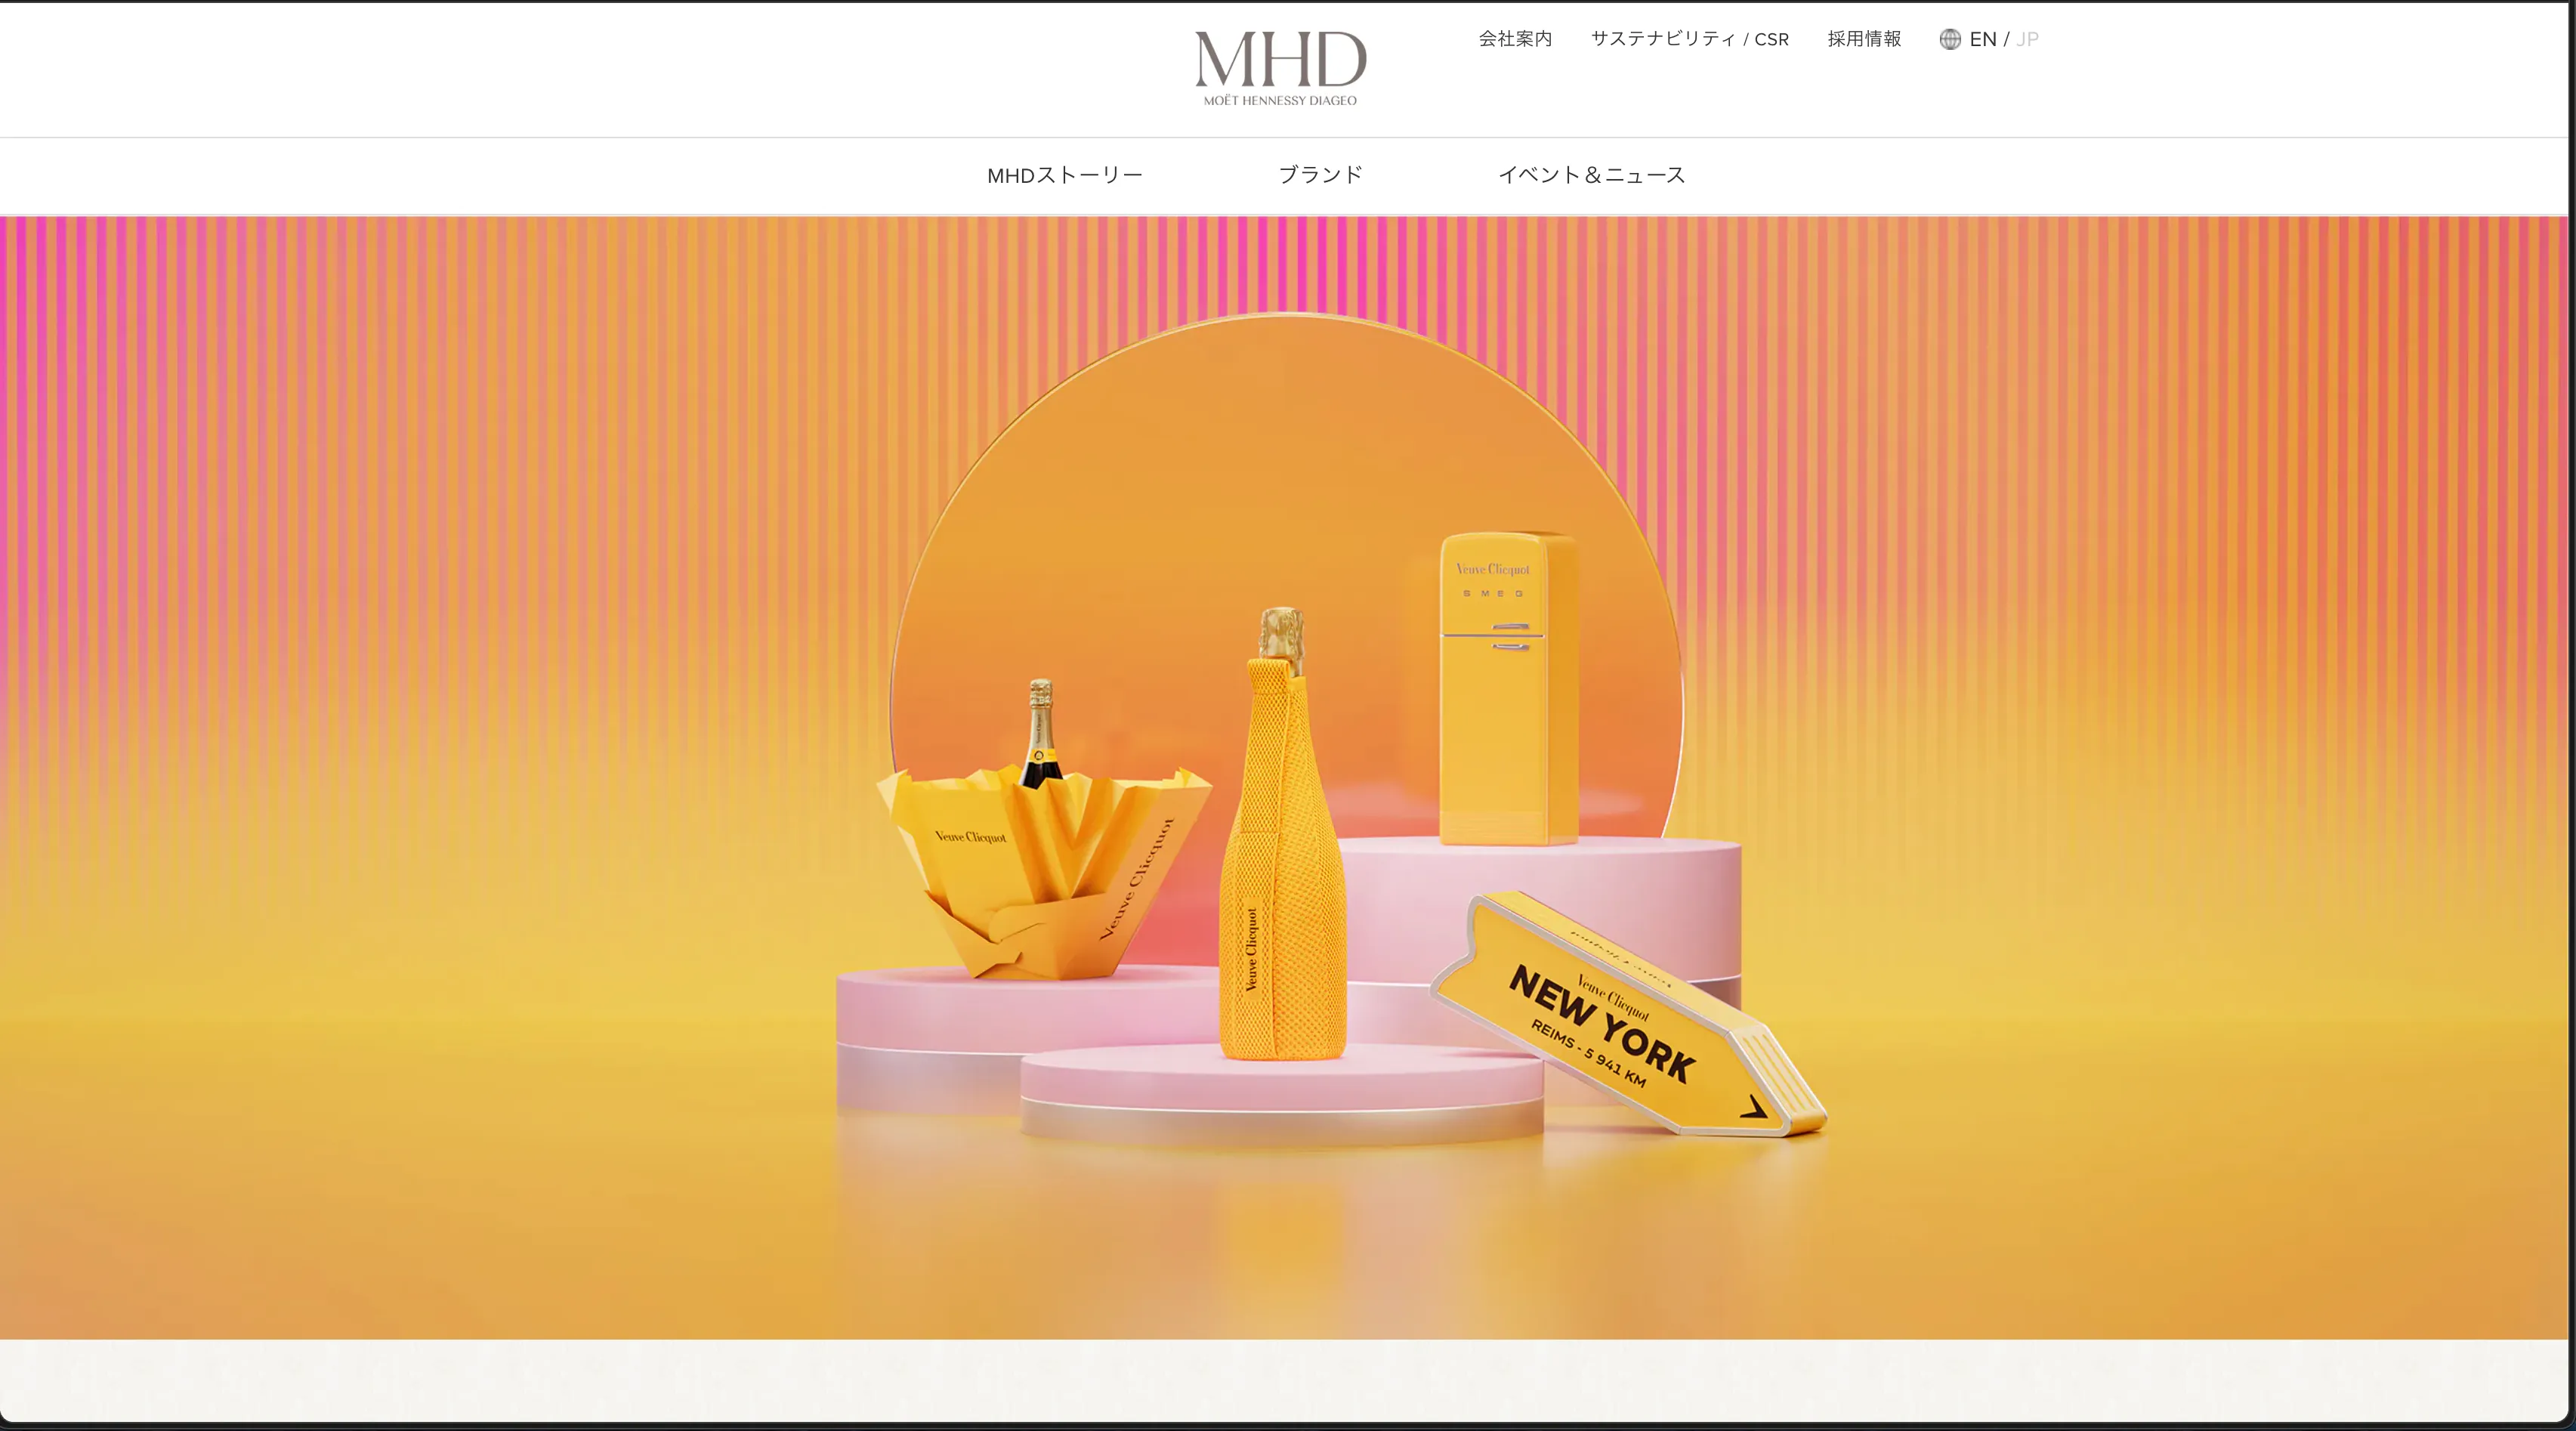 MHD
MOËT HENNESSY DIAGEO
会社案内
サステナビリティ / CSR
採用情報
EN / JP
MHDストーリー
ブランド
イベント＆ニュース
Veuve Clicquot
SMEG
Veuve Clicquot
Veuve Clicquot
Veuve Clicquot
Veuve Clicquot
NEW YORK
REIMS - 5 941 KM